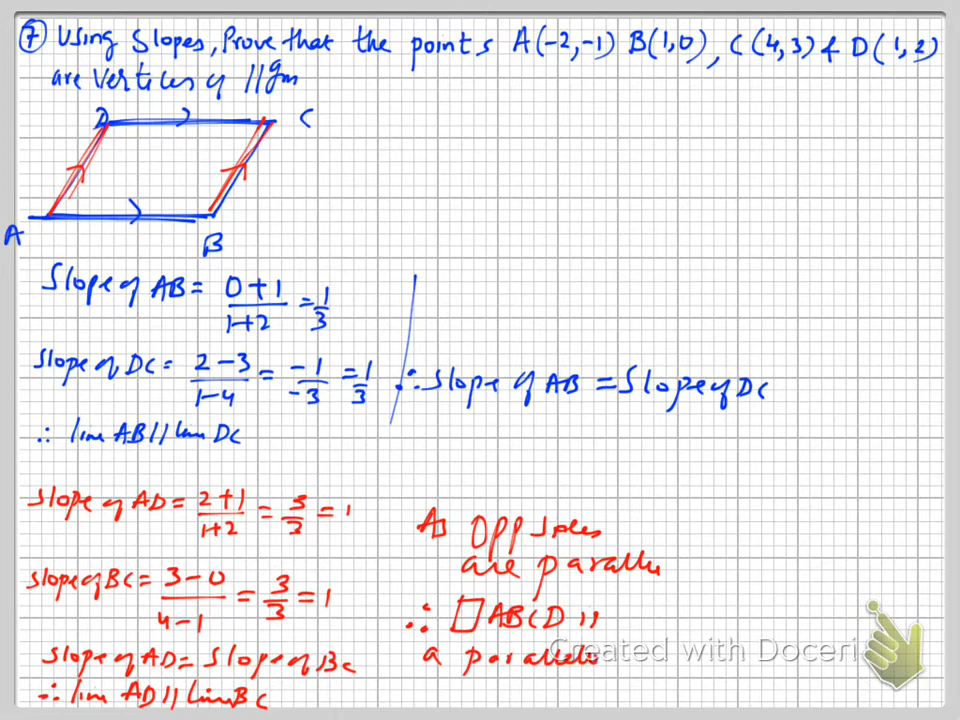 7 Using Slopes, Prove that the points A(-2,-1) B(1,0), C(4,3) & D(1,2)
are Vertices of ||gm
D C
A B
Slope of AB = 0+1/1+2 = 1/3
Slope of DC = 2-3/1-4 = -1/-3 = 1/3
∴ Slope of AB = Slope of DC
∴ line AB || line DC
Slope of AD = 2+1/1+2 = 3/3 = 1
Slope of BC = 3-0/4-1 = 3/3 = 1
Slope of AD = Slope of BC
∴ line AD || line BC
As opp sides
are
∴ □ABCD
a
Created with Doceri